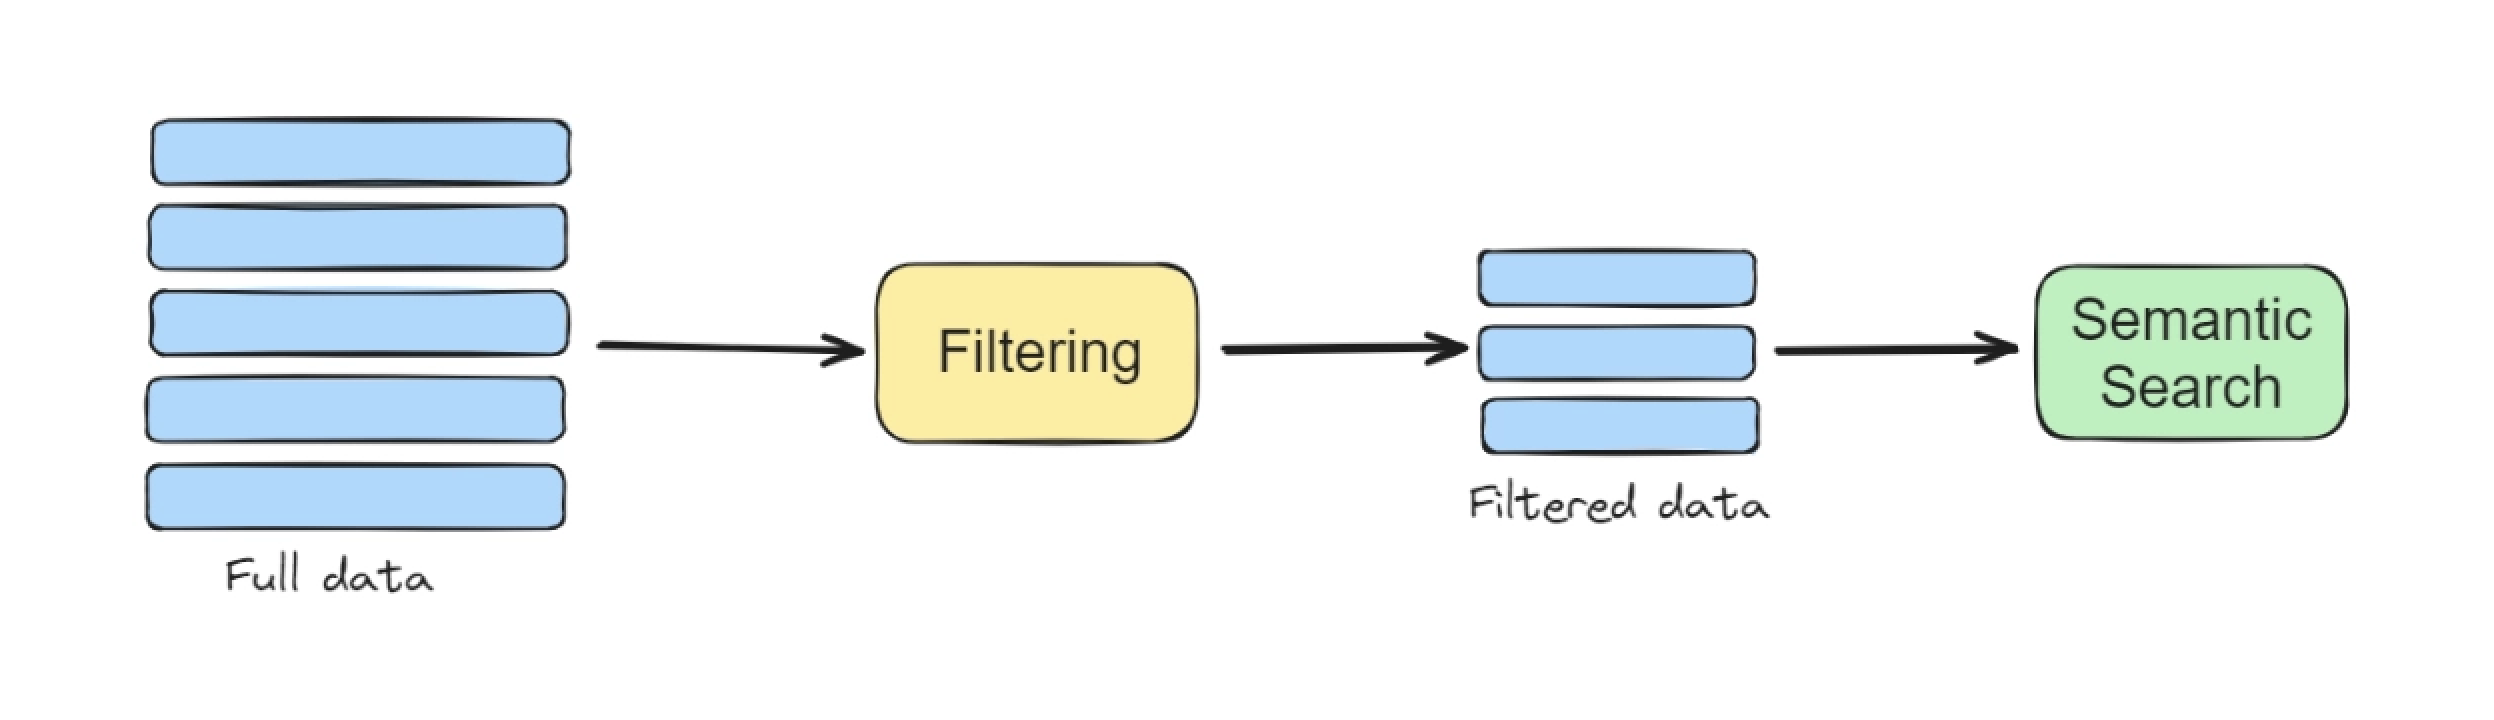 Full data
Filtering
Filtered data
Semantic
Search